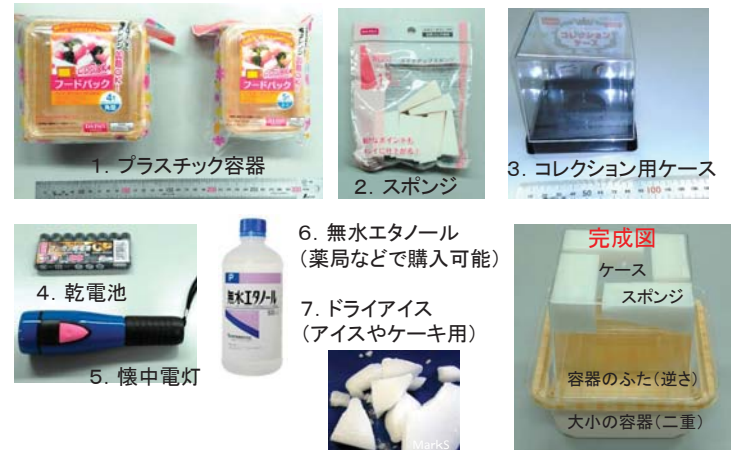 フードパック
フードパック
1. プラスチック容器
2. スポンジ
コレクション
ケース
3. コレクション用ケース
4. 乾電池
5. 懐中電灯
無水エタノール
6. 無水エタノール
(薬局などで購入可能)
7. ドライアイス
(アイスやケーキ用)
MarkS
完成図
ケース
スポンジ
容器のふた(逆さ)
大小の容器(二重)